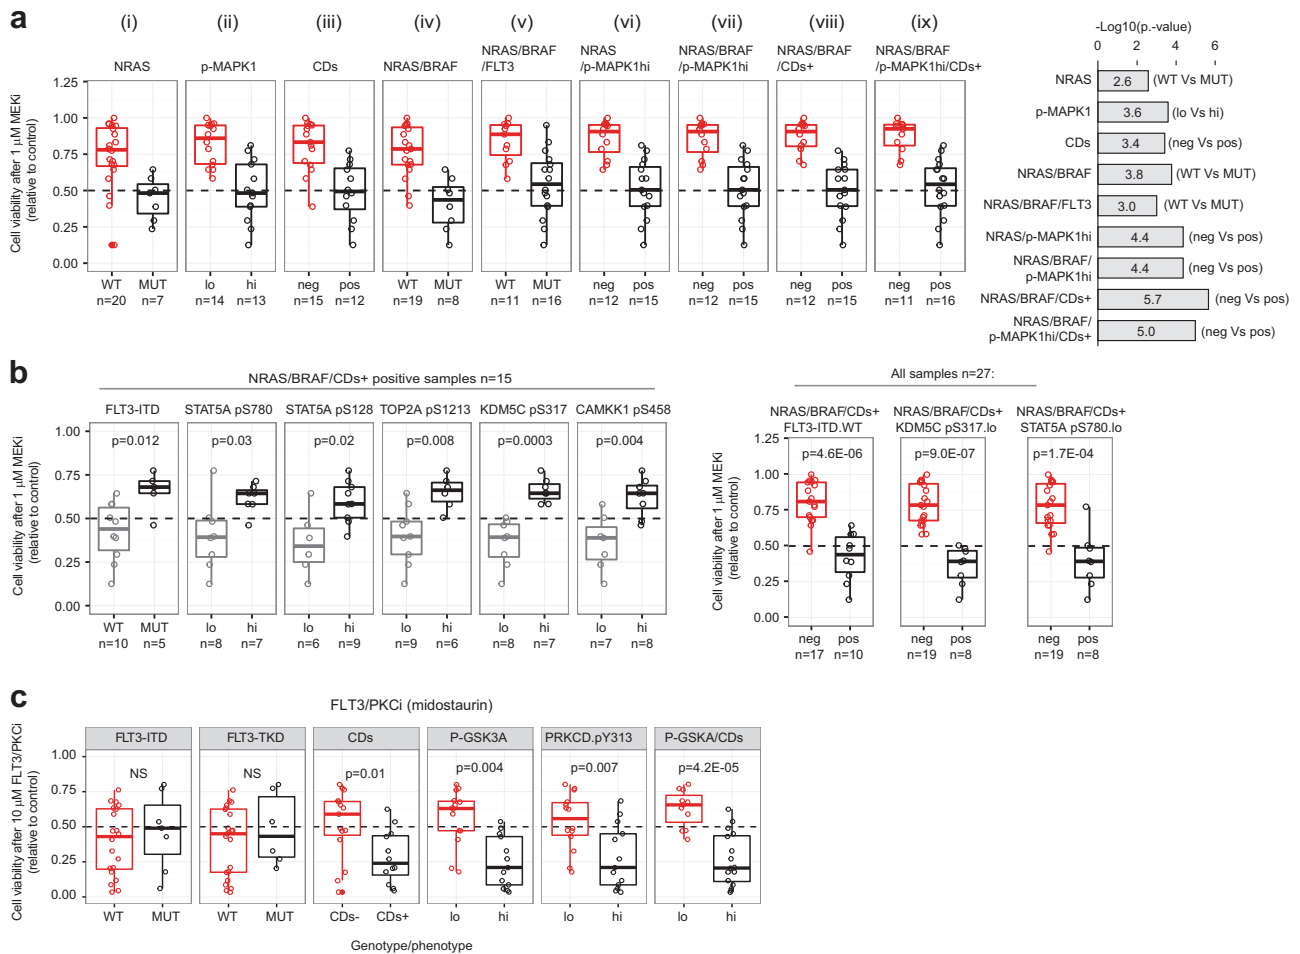 a
(i) (ii) (iii) (iv) (v) (vi) (vii) (viii) (ix)
NRAS
p-MAPK1
CDs
NRAS/BRAF
NRAS/BRAF
/FLT3
NRAS
/p-MAPK1hi
NRAS/BRAF
/p-MAPK1hi
NRAS/BRAF
/CDs+
NRAS/BRAF
/p-MAPK1hi/CDs+
Cell viability after 1 μM MEKi
(relative to control)
1.25
1.00
0.75
0.50
0.25
0.00
WT MUT lo hi neg pos WT MUT WT MUT neg pos neg pos neg pos neg pos
n=20 n=7 n=14 n=13 n=15 n=12 n=19 n=8 n=11 n=16 n=12 n=15 n=12 n=15 n=12 n=15 n=11 n=16
-Log10(p.-value)
0 2 4 6
NRAS 2.6 (WT Vs MUT)
p-MAPK1 3.6 (lo Vs hi)
CDs 3.4 (neg Vs pos)
NRAS/BRAF 3.8 (WT Vs MUT)
NRAS/BRAF/FLT3 3.0 (WT Vs MUT)
NRAS/p-MAPK1hi 4.4 (neg Vs pos)
NRAS/BRAF/
p-MAPK1hi 4.4 (neg Vs pos)
NRAS/BRAF/CDs+ 5.7 (neg Vs pos)
NRAS/BRAF/
p-MAPK1hi/CDs+ 5.0 (neg Vs pos)
b
NRAS/BRAF/CDs+ positive samples n=15
FLT3-ITD STAT5A pS780 STAT5A pS128 TOP2A pS1213 KDM5C pS317 CAMKK1 pS458
p=0.012 p=0.03 p=0.02 p=0.008 p=0.0003 p=0.004
Cell viability after 1 μM MEKi
(relative to control)
1.00
0.75
0.50
0.25
0.00
WT MUT lo hi lo hi lo hi lo hi lo hi
n=10 n=5 n=8 n=7 n=6 n=9 n=9 n=6 n=8 n=7 n=7 n=8
All samples n=27:
NRAS/BRAF/CDs+
FLT3-ITD.WT
NRAS/BRAF/CDs+
KDM5C pS317.lo
NRAS/BRAF/CDs+
STAT5A pS780.lo
p=4.6E-06 p=9.0E-07 p=1.7E-04
Cell viability after 1 μM MEKi
(relative to control)
1.25
1.00
0.75
0.50
0.25
0.00
neg pos neg pos neg pos
n=17 n=10 n=19 n=8 n=19 n=8
c
FLT3/PKCi (midostaurin)
FLT3-ITD FLT3-TKD CDs P-GSK3A PRKCD.pY313 P-GSKA/CDs
NS NS p=0.01 p=0.004 p=0.007 p=4.2E-05
Cell viability after 10 μM FLT3/PKCi
(relative to control)
1.00
0.75
0.50
0.25
0.00
WT MUT WT MUT CDs- CDs+ lo hi lo hi lo hi
Genotype/phenotype